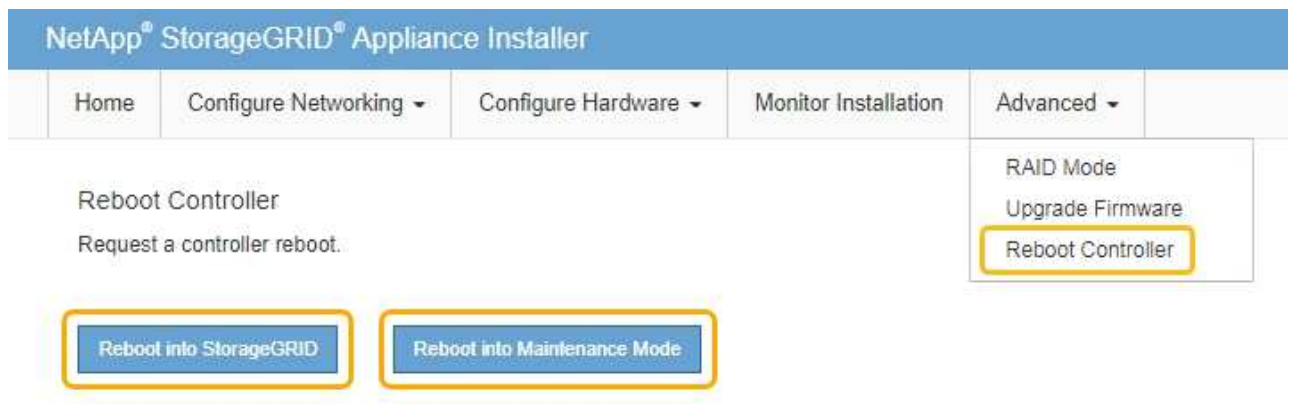 NetApp® StorageGRID® Appliance Installer
Home Configure Networking Configure Hardware Monitor Installation Advanced
RAID Mode
Upgrade Firmware
Reboot Controller
Reboot Controller
Request a controller reboot.
Reboot into StorageGRID Reboot into Maintenance Mode